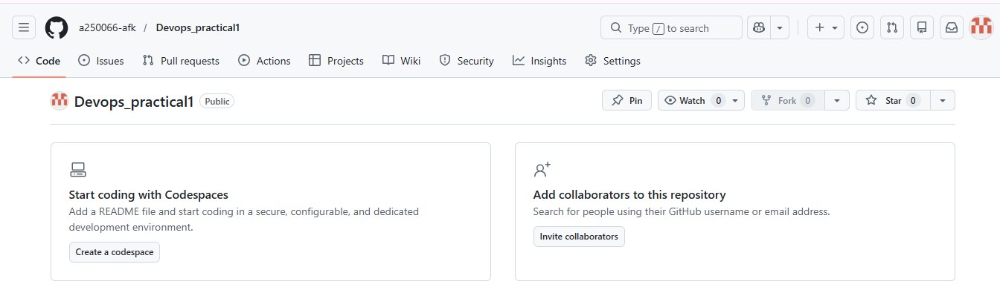 a250066-afk / Devops_practical1
Type / to search
Code Issues Pull requests Actions Projects Wiki Security Insights Settings
Devops_practical1 Public
Pin Watch 0 Fork 0 Star 0
Start coding with Codespaces
Add a README file and start coding in a secure, configurable, and dedicated
development environment.
Create a codespace
Add collaborators to this repository
Search for people using their GitHub username or email address.
Invite collaborators